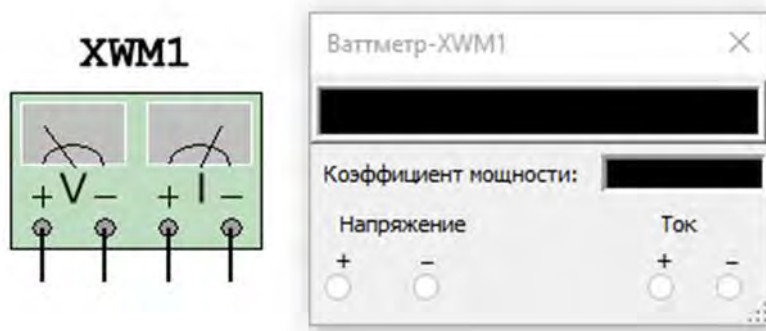 XWM1
+ V − + I −
Ваттметр-XWM1
Коэффициент мощности:
Напряжение Ток
+ − + −